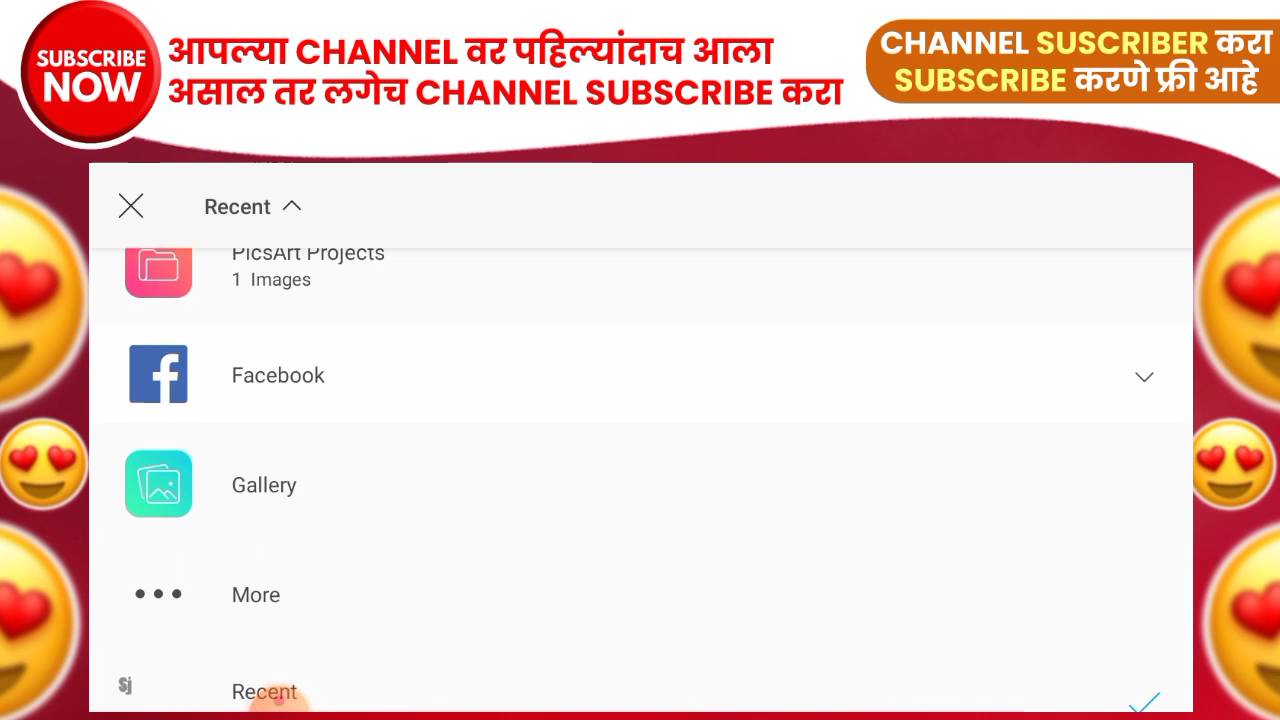 SUBSCRIBE
NOW
आपल्या CHANNEL वर पहिल्यांदाच आला
असाल तर लगेच CHANNEL SUBSCRIBE करा
CHANNEL SUSCRIBER करा
SUBSCRIBE करणे फ्री आहे
Recent
PicsArt Projects
1 Images
Facebook
Gallery
More
Sj
Recent